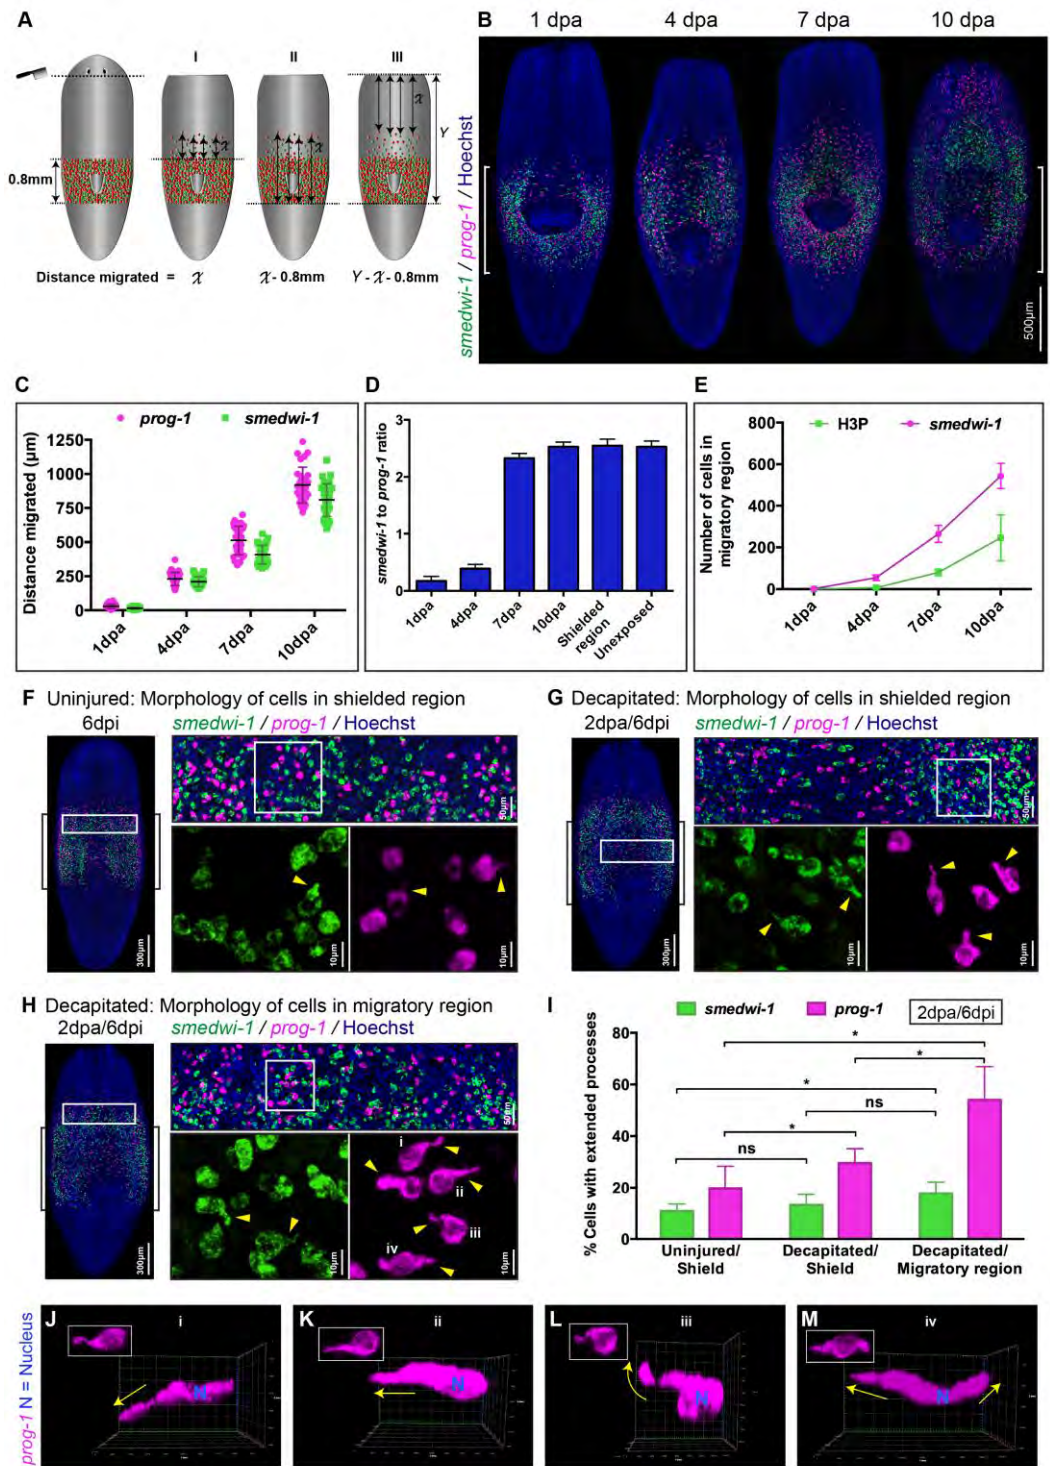 A
I
II
III
0.8mm
𝒳
𝒳
𝒳
Y
Distance migrated = 𝒳
𝒳 - 0.8mm
Y - 𝒳 - 0.8mm
B
1 dpa
4 dpa
7 dpa
10 dpa
smedwi-1 / prog-1 / Hoechst
500µm
C
prog-1
smedwi-1
Distance migrated (µm)
1250
1000
750
500
250
0
1dpa
4dpa
7dpa
10dpa
D
smedwi-1 to prog-1 ratio
3
2
1
0
1dpa
4dpa
7dpa
10dpa
Shielded region
Unexposed
E
H3P
smedwi-1
Number of cells in
migratory region
800
600
400
200
0
1dpa
4dpa
7dpa
10dpa
F Uninjured: Morphology of cells in shielded region
6dpi
smedwi-1 / prog-1 / Hoechst
50µm
300µm
10µm
10µm
G Decapitated: Morphology of cells in shielded region
2dpa/6dpi
smedwi-1 / prog-1 / Hoechst
50µm
300µm
10µm
10µm
H Decapitated: Morphology of cells in migratory region
2dpa/6dpi
smedwi-1 / prog-1 / Hoechst
50µm
i
ii
iii
iv
300µm
10µm
10µm
I
smedwi-1
prog-1
2dpa/6dpi
% Cells with extended processes
80
60
40
20
0
*
*
*
ns
*
ns
Uninjured/
Shield
Decapitated/
Shield
Decapitated/
Migratory region
prog-1 N = Nucleus
J
i
N
K
ii
N
L
iii
N
M
iv
N